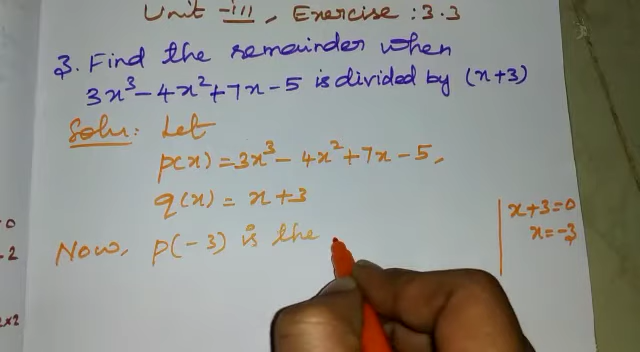 Unit -III, Exercise : 3.3
3. Find the remainder when
3x³ - 4x² + 7x - 5 is divided by (x+3)
Solu: Let
p(x) = 3x³ - 4x² + 7x - 5,
q(x) = x+3
x+3=0
x=-3
Now, p(-3) is the